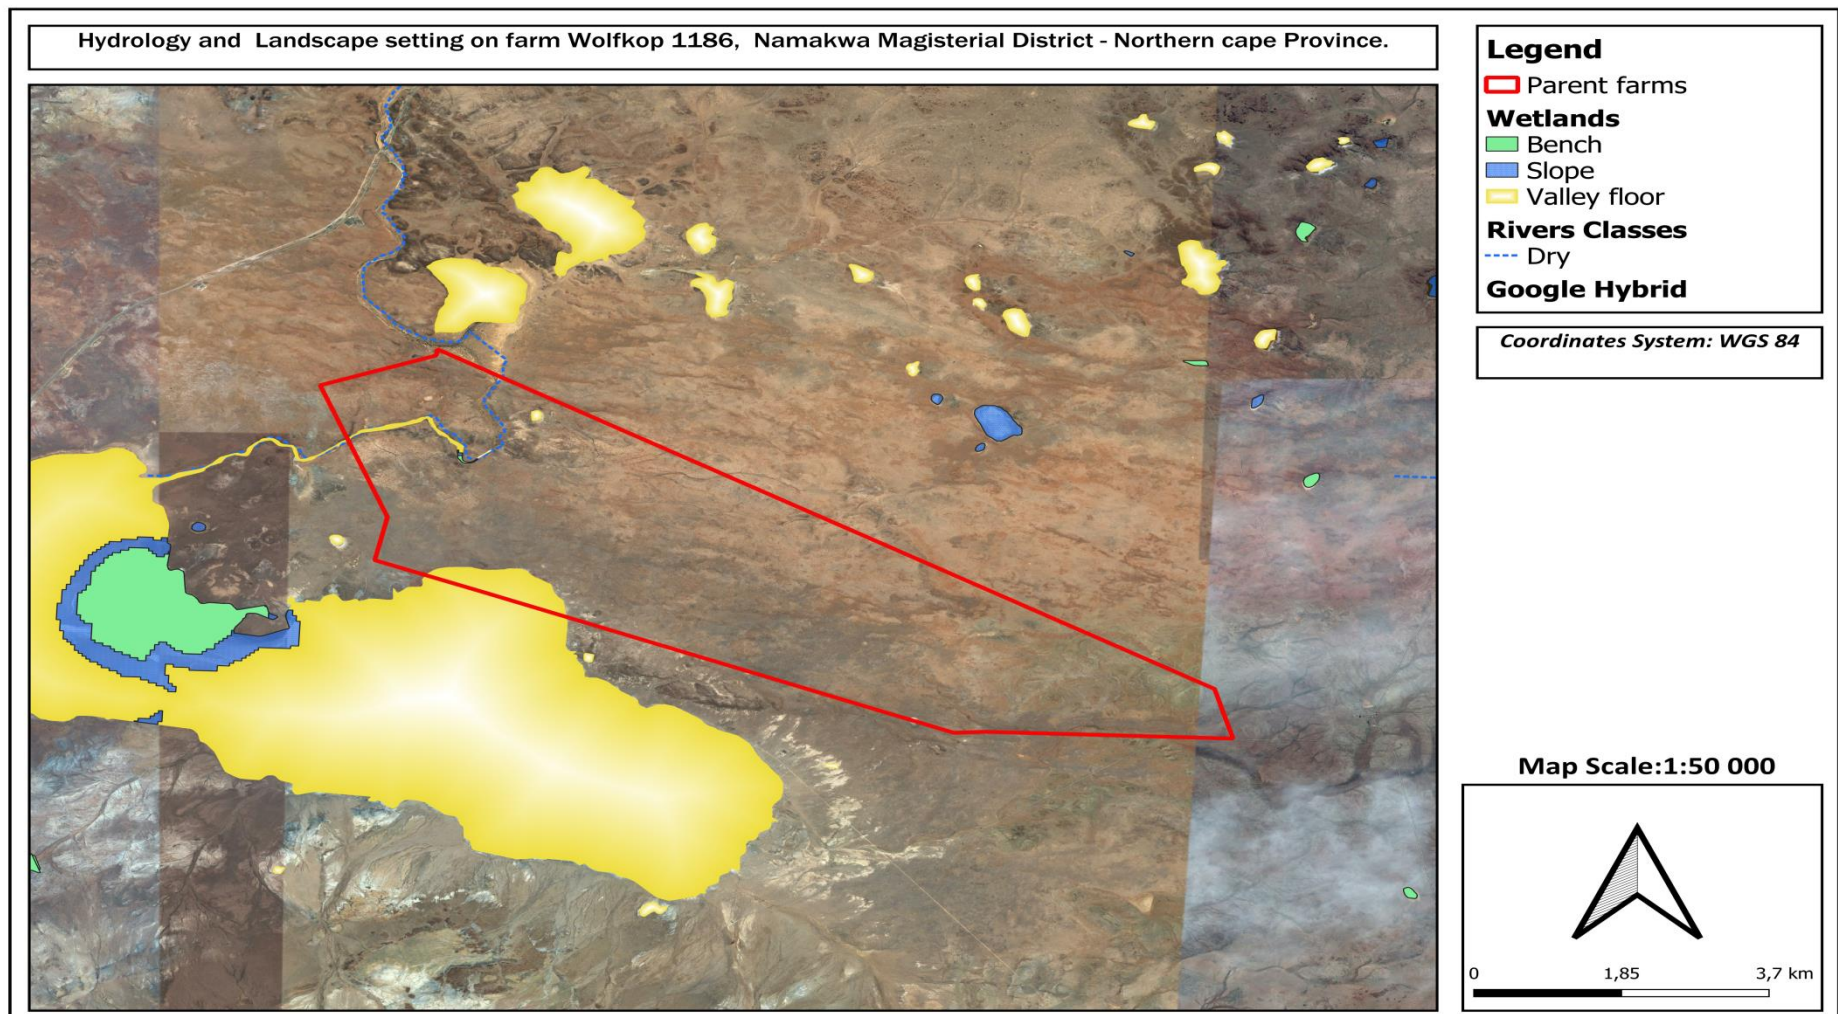 Hydrology and Landscape setting on farm Wolfkop 1186, Namakwa Magisterial District - Northern cape Province.
Legend
Parent farms
Wetlands
Bench
Slope
Valley floor
Rivers Classes
Dry
Google Hybrid
Coordinates System: WGS 84
Map Scale:1:50 000
0 1,85 3,7 km